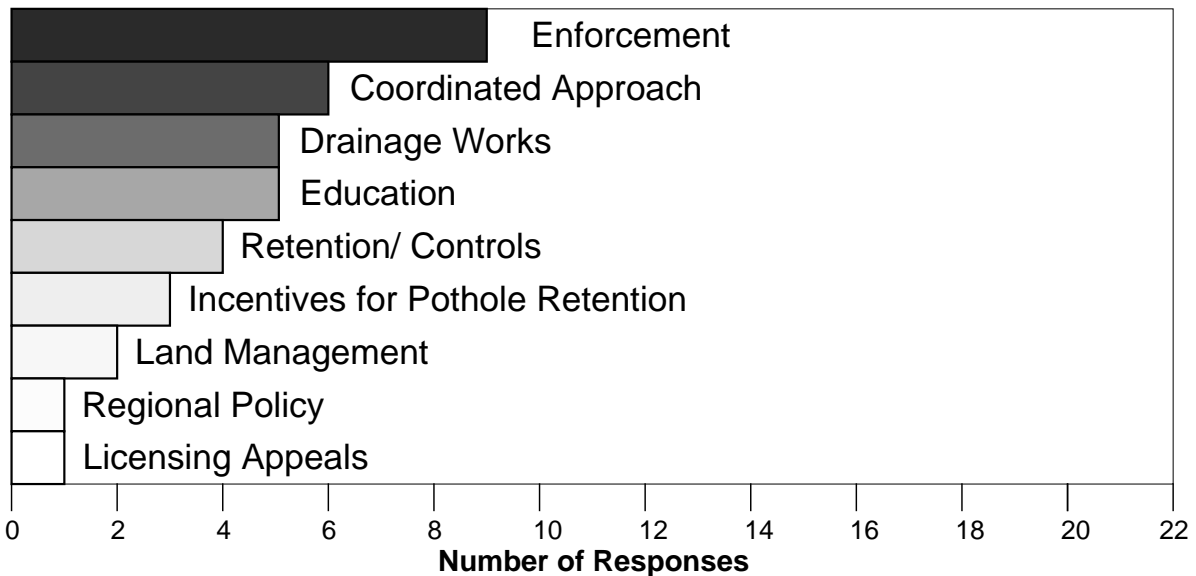 Enforcement
Coordinated Approach
Drainage Works
Education
Retention/ Controls
Incentives for Pothole Retention
Land Management
Regional Policy
Licensing Appeals
0 2 4 6 8 10 12 14 16 18 20 22
Number of Responses